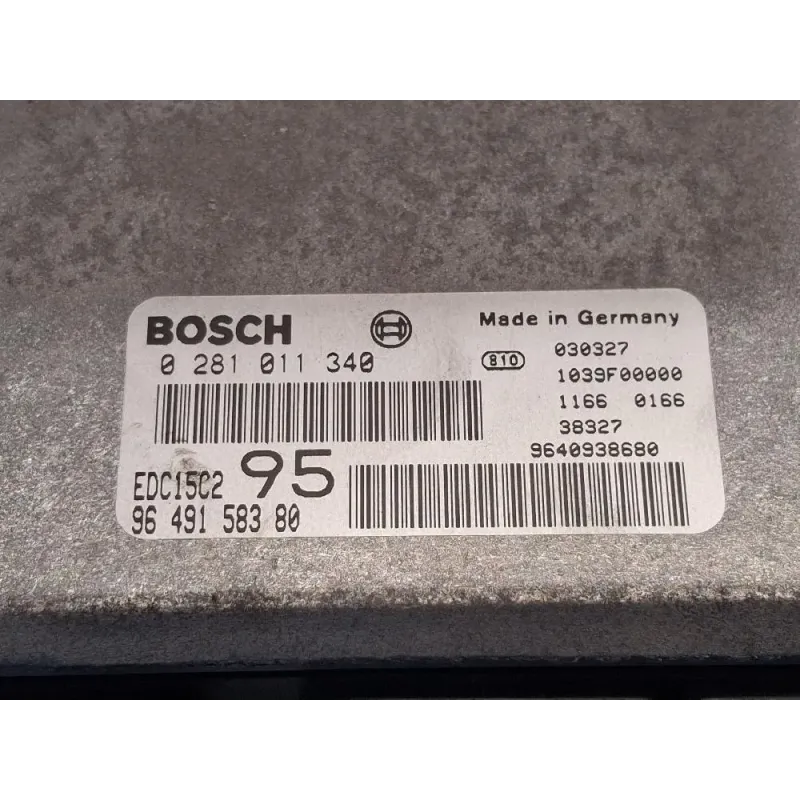 BOSCH
Made in Germany
0 281 011 340
810
030327
1039F00000
1166 0166
38327
9640938680
EDC15C2 95
96 491 583 80